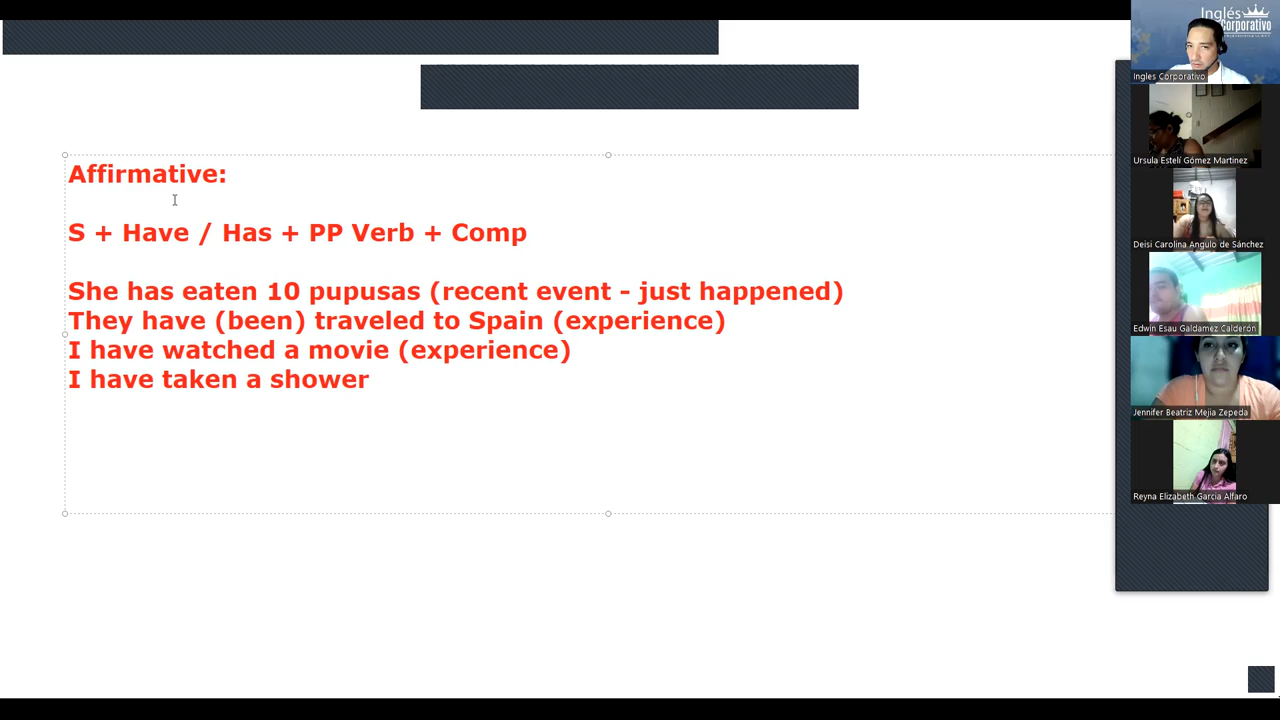 Affirmative:
S + Have / Has + PP Verb + Comp
She has eaten 10 pupusas (recent event - just happened)
They have (been) traveled to Spain (experience)
I have watched a movie (experience)
I have taken a shower
Inglés
Corporativo
Ingles Corporativo
Ursula Estelí Gómez Martinez
Deisi Carolina Angulo de Sánchez
Edwin Esau Galdamez Calderón
Jennifer Beatriz Mejia Zepeda
Reyna Elizabeth Garcia Alfaro